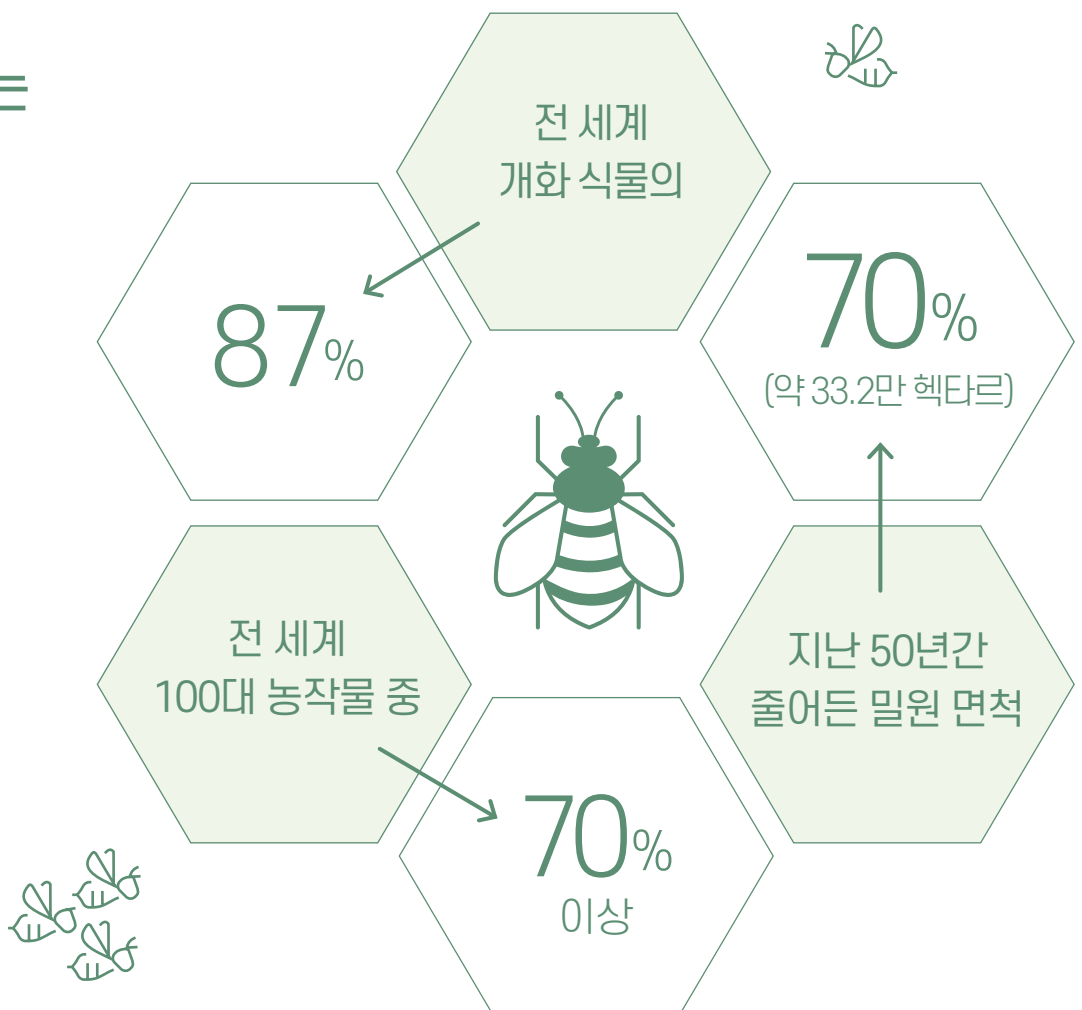 전 세계
개화 식물의
87%
전 세계
100대 농작물 중
70%
이상
지난 50년간
줄어든 밀원 면적
70%
(약 33.2만 헥타르)